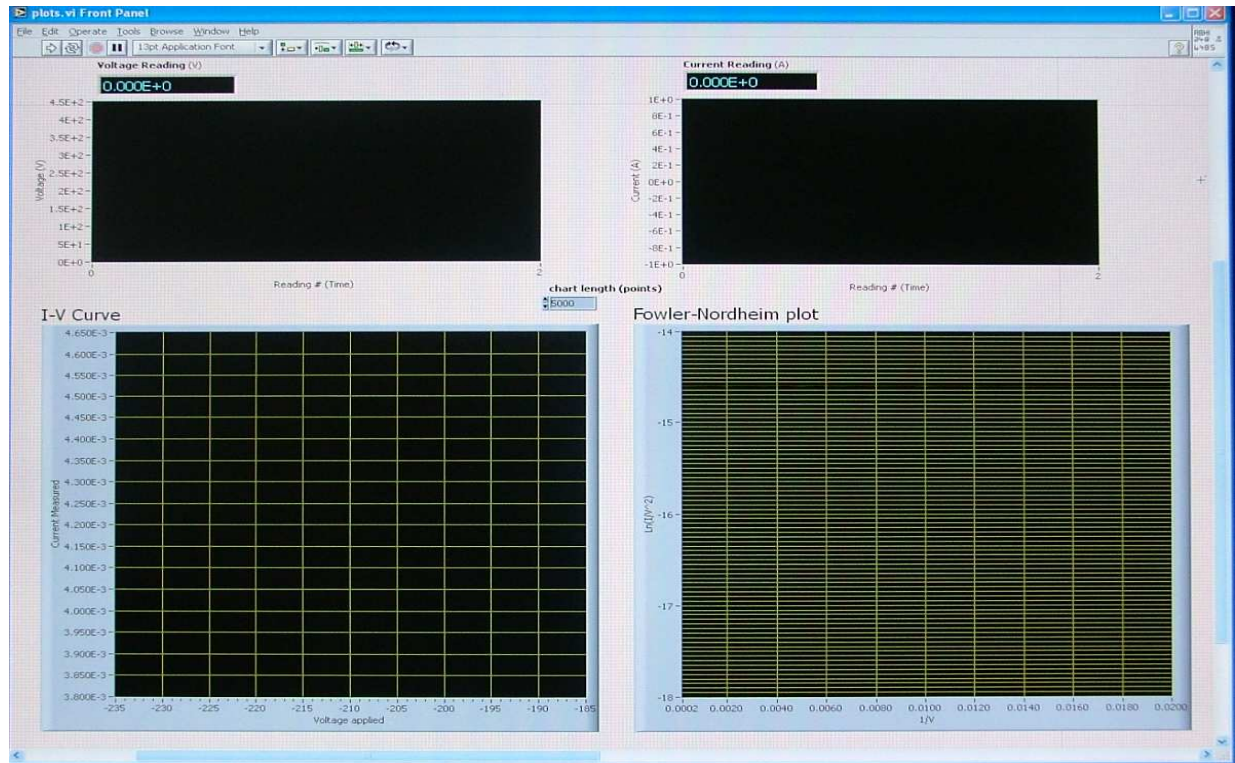 plots.vi Front Panel
File Edit Operate Tools Browse Window Help
13pt Application Font
Voltage Reading (V)
0.000E+0
4.5E+2
4E+2
3.5E+2
3E+2
2.5E+2
2E+2
1.5E+2
1E+2
5E+1
0E+0
Voltage (V)
0
2
Reading # (Time)
Current Reading (A)
0.000E+0
1E+0
8E-1
6E-1
4E-1
2E-1
0E+0
-2E-1
-4E-1
-6E-1
-8E-1
-1E+0
Current (A)
0
2
Reading # (Time)
chart length (points)
5000
I-V Curve
4.650E-3
4.600E-3
4.550E-3
4.500E-3
4.450E-3
4.400E-3
4.350E-3
4.300E-3
4.250E-3
4.200E-3
4.150E-3
4.100E-3
4.050E-3
4.000E-3
3.950E-3
3.900E-3
3.850E-3
3.800E-3
Current Measured
-235 -230 -225 -220 -215 -210 -205 -200 -195 -190 -185
Voltage applied
Fowler-Nordheim plot
-14
-15
-16
-17
-18
Ln(I/V^2)
0.0002 0.0020 0.0040 0.0060 0.0080 0.0100 0.0120 0.0140 0.0160 0.0180 0.0200
1/V